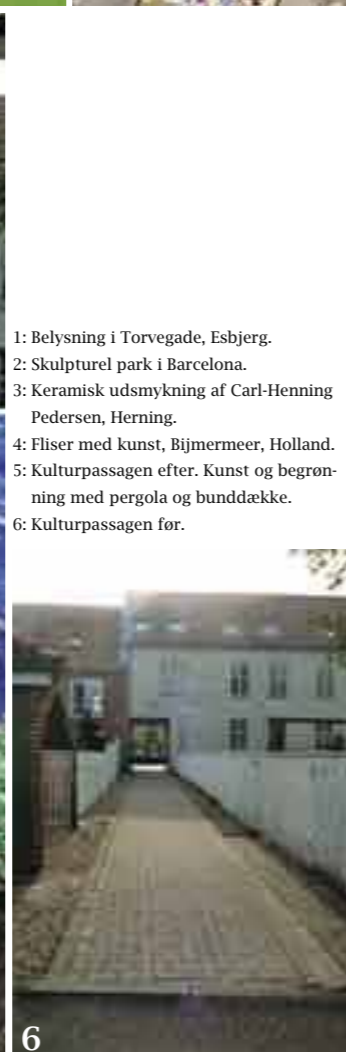 1: Belysning i Torvegade, Esbjerg.
2: Skulpturel park i Barcelona.
3: Keramisk udsmykning af Carl-Henning
Pedersen, Herning.
4: Fliser med kunst, Bijmermeer, Holland.
5: Kulturpassagen efter. Kunst og begrøn-
ning med pergola og bunddække.
6: Kulturpassagen før.
6